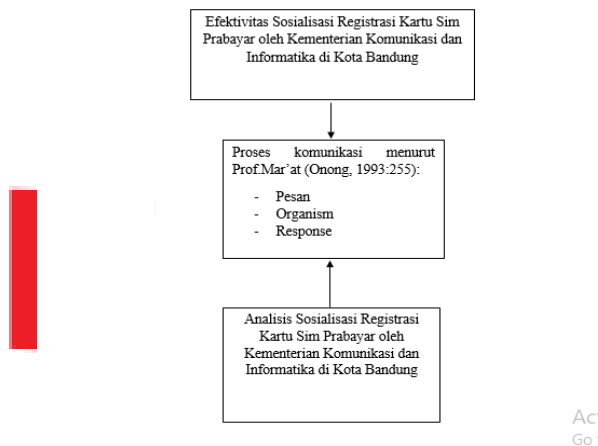 Efektivitas Sosialisasi Registrasi Kartu Sim
Prabayar oleh Kementerian Komunikasi dan
Informatika di Kota Bandung
Proses komunikasi menurut
Prof.Mar’at (Onong, 1993:255):
- Pesan
- Organism
- Response
Analisis Sosialisasi Registrasi
Kartu Sim Prabayar oleh
Kementerian Komunikasi dan
Informatika di Kota Bandung
Go